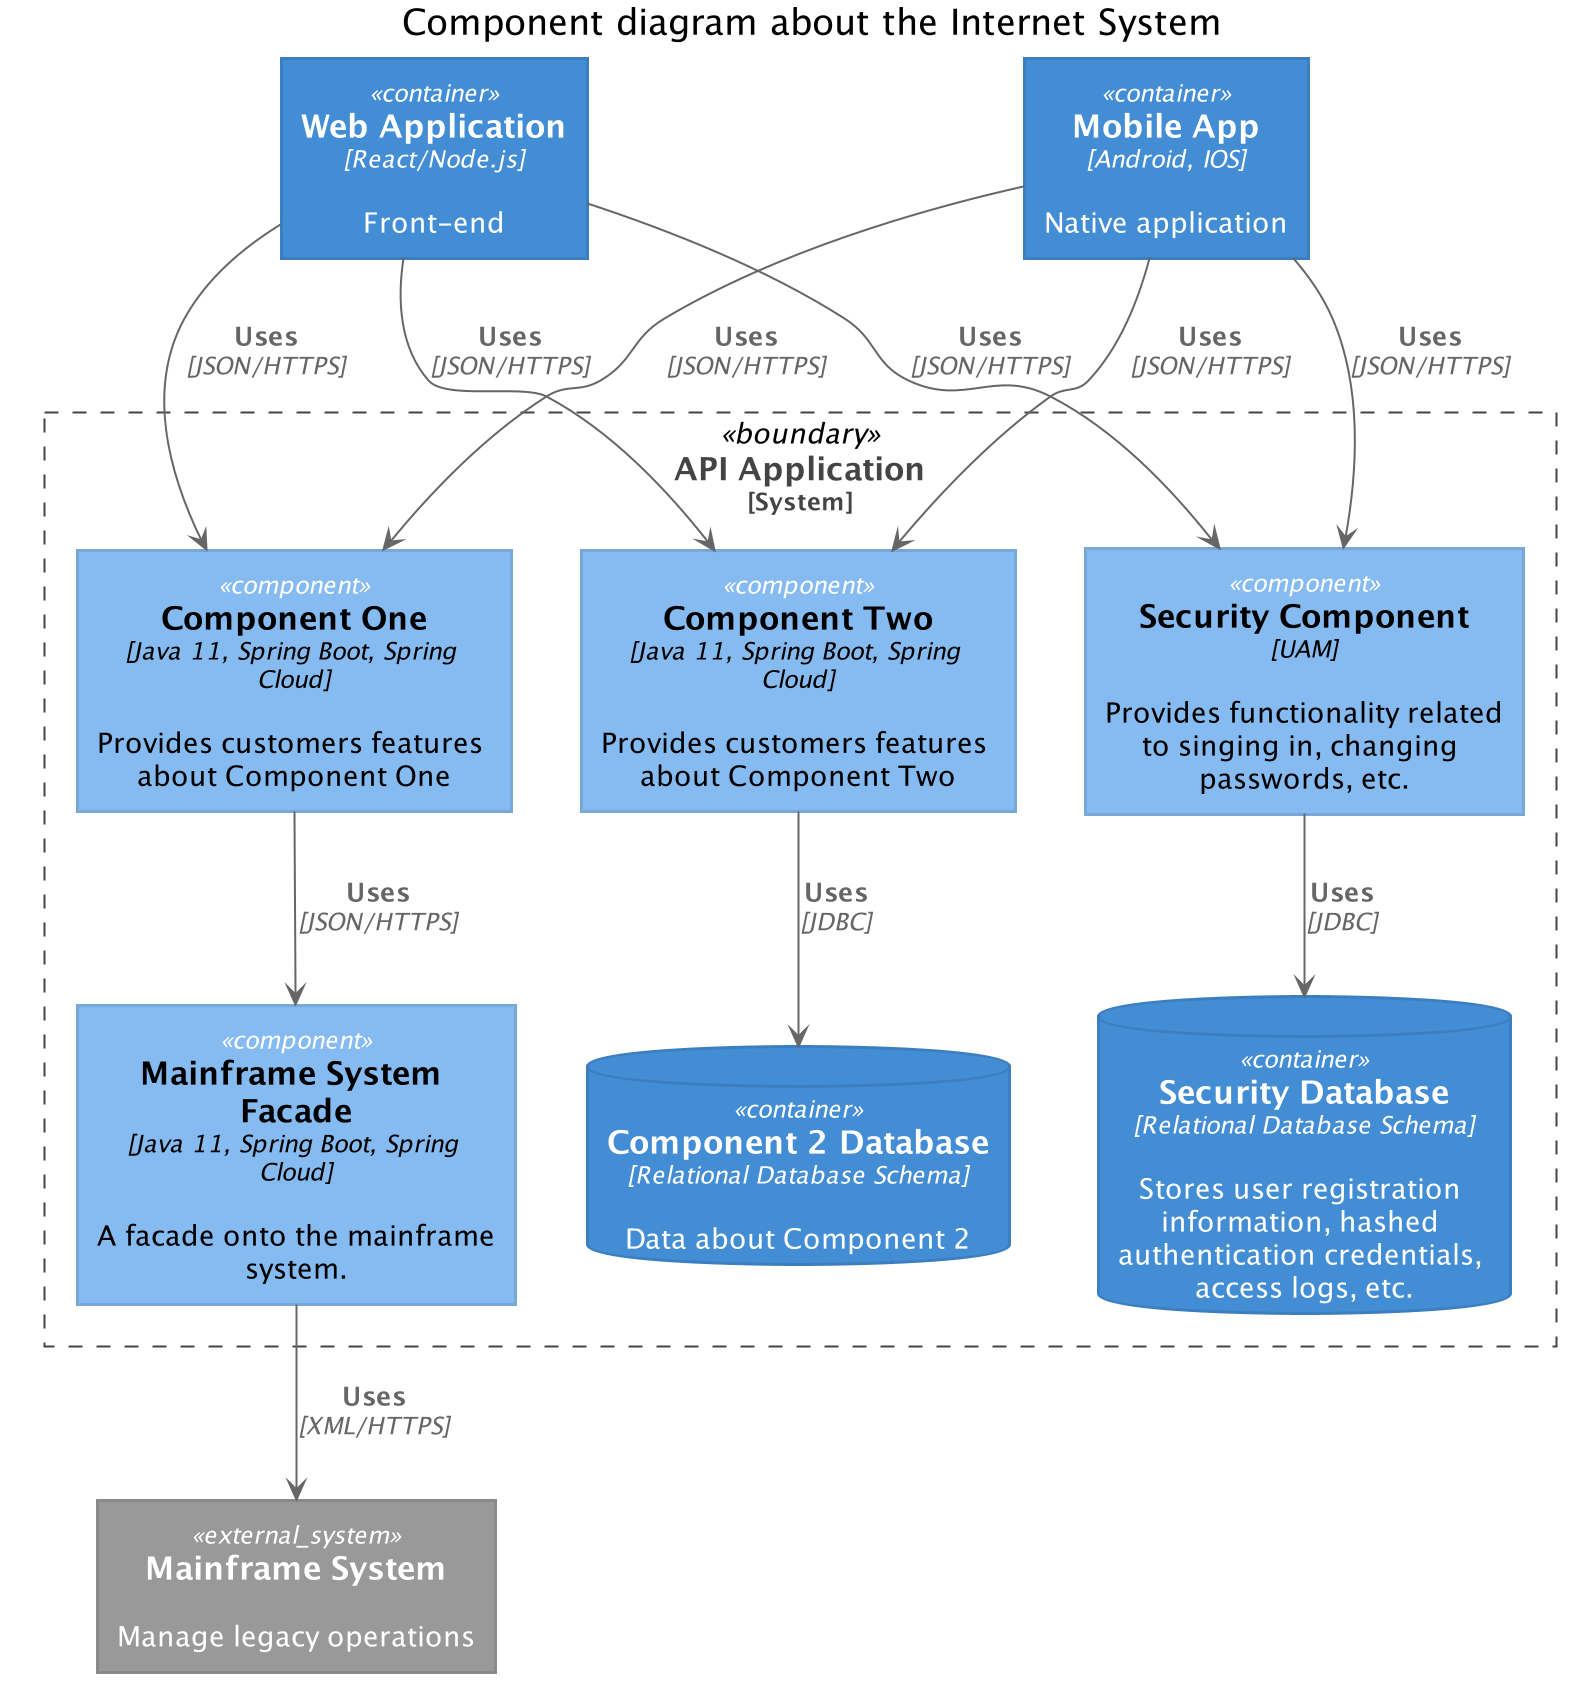 Component diagram about the Internet System
«container»
Web Application
[React/Node.js]
Front-end
«container»
Mobile App
[Android, IOS]
Native application
Uses
[JSON/HTTPS]
Uses
[JSON/HTTPS]
Uses
[JSON/HTTPS]
Uses
[JSON/HTTPS]
Uses
[JSON/HTTPS]
Uses
[JSON/HTTPS]
«boundary»
API Application
[System]
«component»
Component One
[Java 11, Spring Boot, Spring
Cloud]
Provides customers features
about Component One
«component»
Component Two
[Java 11, Spring Boot, Spring
Cloud]
Provides customers features
about Component Two
«component»
Security Component
[UAM]
Provides functionality related
to singing in, changing
passwords, etc.
Uses
[JSON/HTTPS]
Uses
[JDBC]
Uses
[JDBC]
«component»
Mainframe System
Facade
[Java 11, Spring Boot, Spring
Cloud]
A facade onto the mainframe
system.
«container»
Component 2 Database
[Relational Database Schema]
Data about Component 2
«container»
Security Database
[Relational Database Schema]
Stores user registration
information, hashed
authentication credentials,
access logs, etc.
Uses
[XML/HTTPS]
«external_system»
Mainframe System
Manage legacy operations